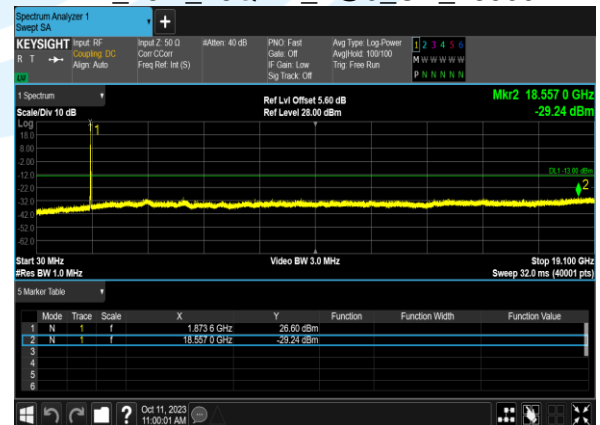 Spectrum Analyzer 1
Swept SA
+
KEYSIGHT
R T
LXI
Input: RF
Coupling: DC
Align: Auto
Input Z: 50 Ω
Corr CCorr
Freq Ref: Int (S)
#Atten: 40 dB
PNO: Fast
Gate: Off
IF Gain: Low
Sig Track: Off
Avg Type: Log-Power
Avg|Hold: 100/100
Trig: Free Run
1 2 3 4 5 6
M W W W W W
P N N N N N
1 Spectrum
Scale/Div 10 dB
Log
Ref Lvl Offset 5.60 dB
Ref Level 28.00 dBm
Mkr2 18.557 0 GHz
-29.24 dBm
1
18.0
8.00
-2.00
-12.0
DL1 -13.00 dBm
-22.0
2
-32.0
-42.0
-52.0
-62.0
Start 30 MHz
#Res BW 1.0 MHz
Video BW 3.0 MHz
Stop 19.100 GHz
Sweep 32.0 ms (40001 pts)
5 Marker Table
Mode Trace Scale X Y Function Function Width Function Value
1 N 1 f 1.873 6 GHz 26.60 dBm
2 N 1 f 18.557 0 GHz -29.24 dBm
3
4
5
6
?
Oct 11, 2023
11:00:01 AM